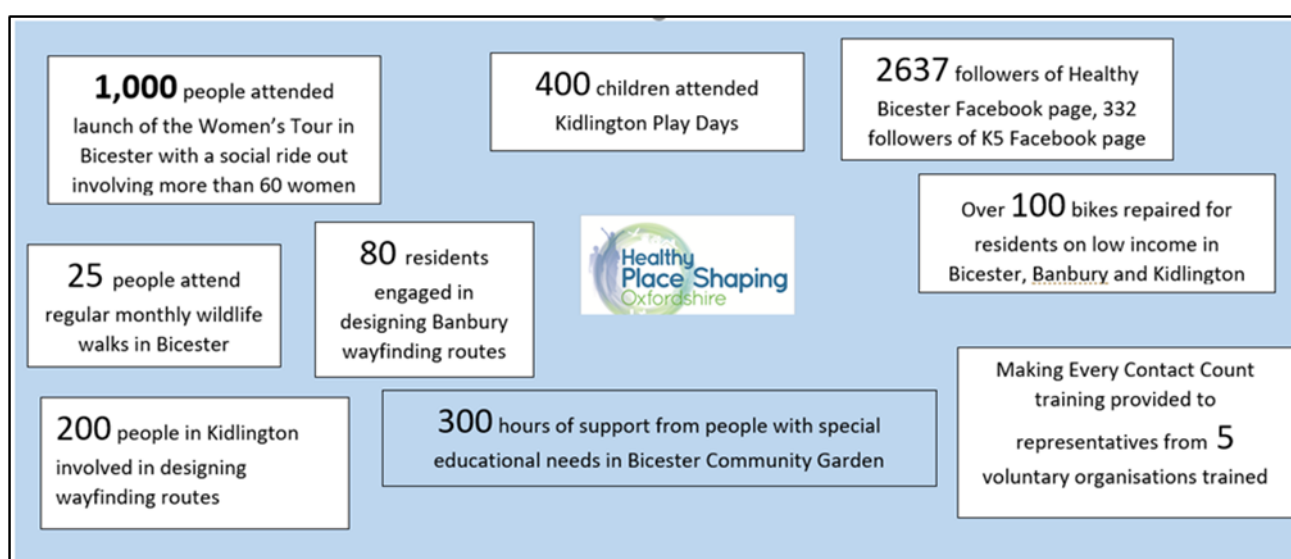 1,000 people attended
launch of the Women's Tour in
Bicester with a social ride out
involving more than 60 women
400 children attended
Kidlington Play Days
2637 followers of Healthy
Bicester Facebook page, 332
followers of K5 Facebook page
Over 100 bikes repaired for
residents on low income in
Bicester, Banbury and Kidlington
25 people attend
regular monthly wildlife
walks in Bicester
80 residents
engaged in
designing Banbury
wayfinding routes
Healthy
Place Shaping
Oxfordshire
200 people in Kidlington
involved in designing
wayfinding routes
300 hours of support from people with special
educational needs in Bicester Community Garden
Making Every Contact Count
training provided to
representatives from 5
voluntary organisations trained